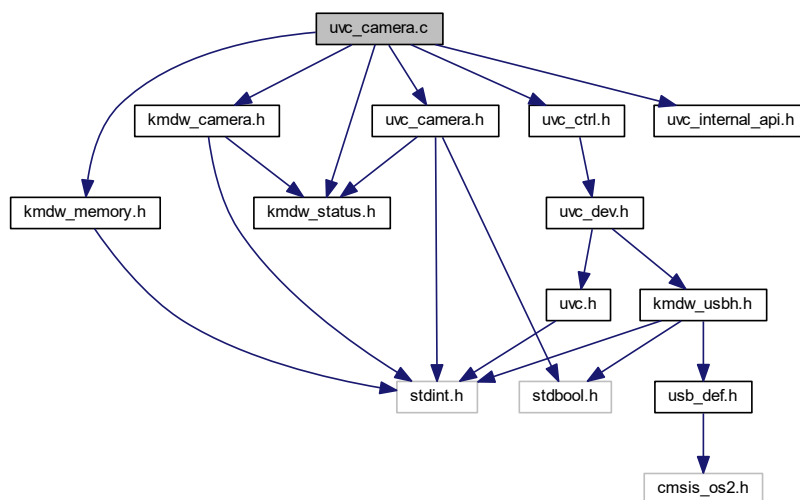 uvc_camera.c
kmdw_camera.h
uvc_camera.h
uvc_ctrl.h
uvc_internal_api.h
kmdw_memory.h
kmdw_status.h
uvc_dev.h
uvc.h
kmdw_usbh.h
stdint.h
stdbool.h
usb_def.h
cmsis_os2.h